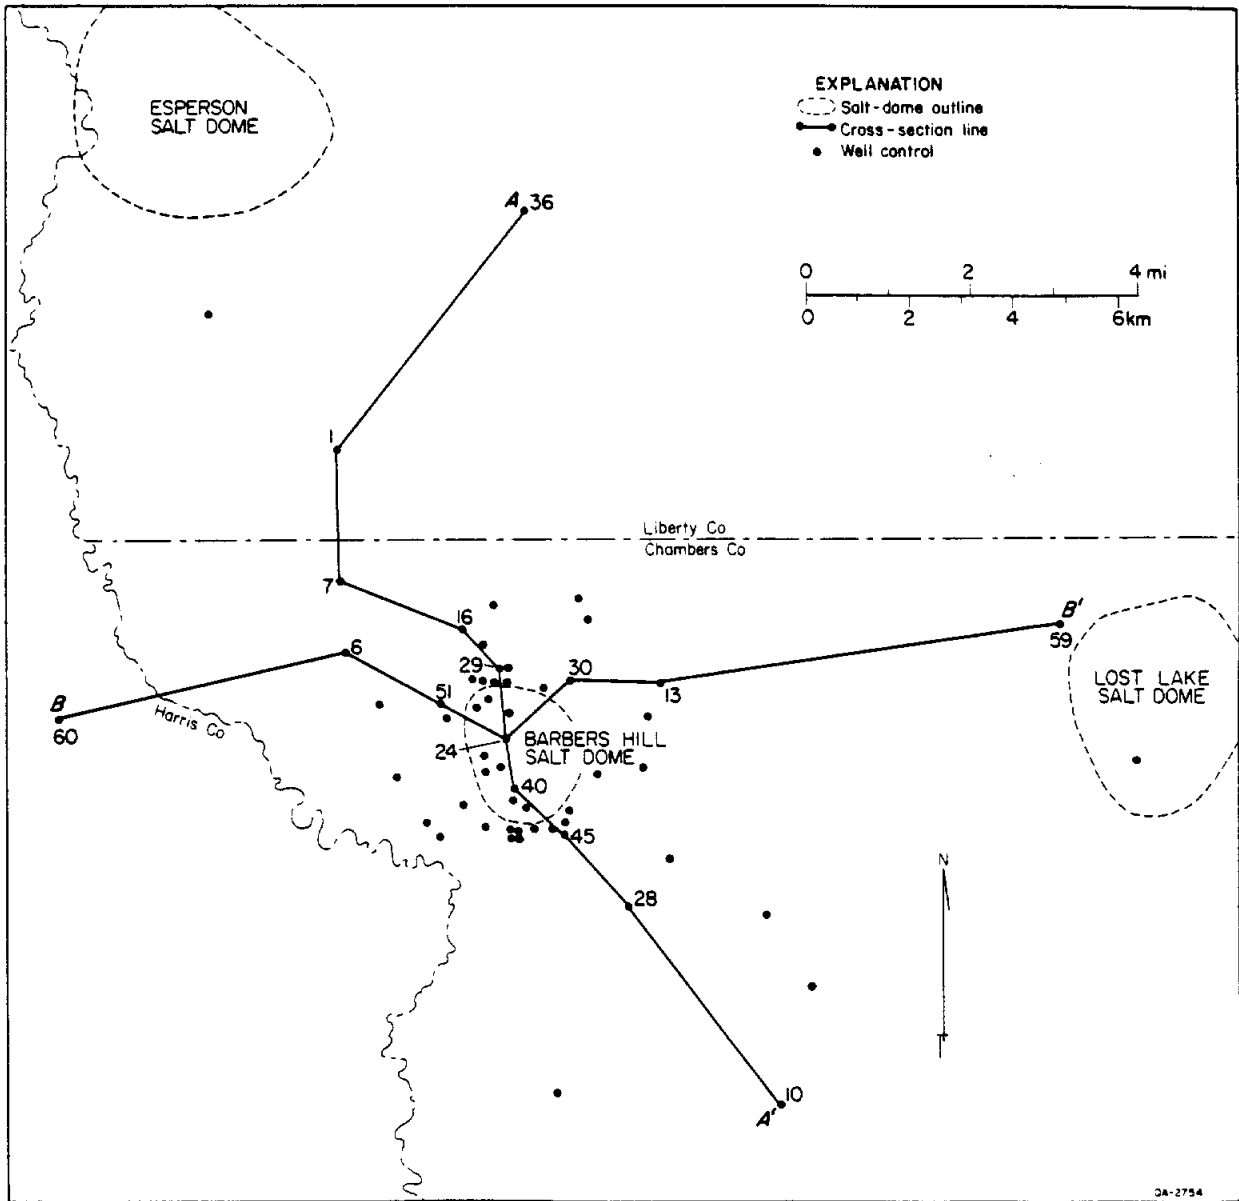 ESPERSON
SALT DOME
EXPLANATION
Salt-dome outline
Cross-section line
Well control
A 36
0 2 4 mi
0 2 4 6km
1
Liberty Co
Chambers Co
7
16
6
29
30
13
B'
59
LOST LAKE
SALT DOME
51
B
60
Harris Co
24
BARBERS HILL
SALT DOME
40
45
28
N
10
A'
QA-2754